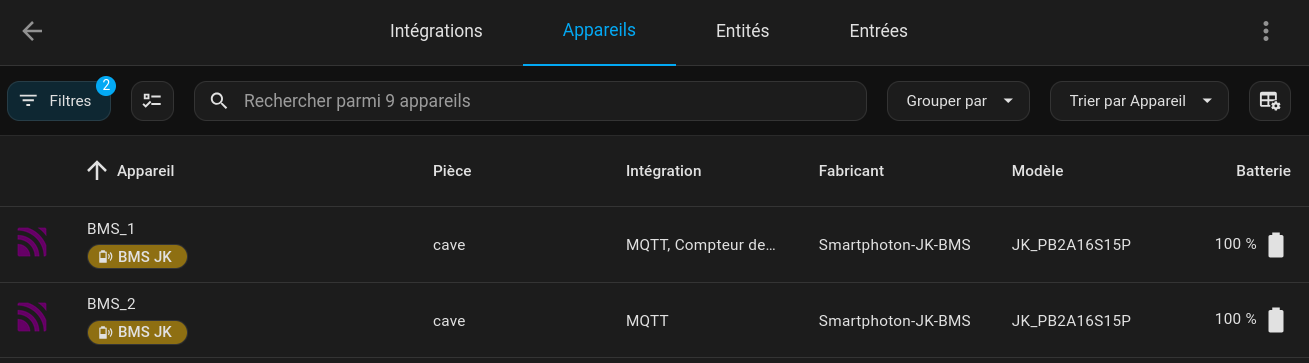 Intégrations Appareils Entités Entrées
Filtres 2 Rechercher parmi 9 appareils Grouper par Trier par Appareil
Appareil Pièce Intégration Fabricant Modèle Batterie
BMS_1
BMS JK cave MQTT, Compteur de… Smartphoton-JK-BMS JK_PB2A16S15P 100 %
BMS_2
BMS JK cave MQTT Smartphoton-JK-BMS JK_PB2A16S15P 100 %